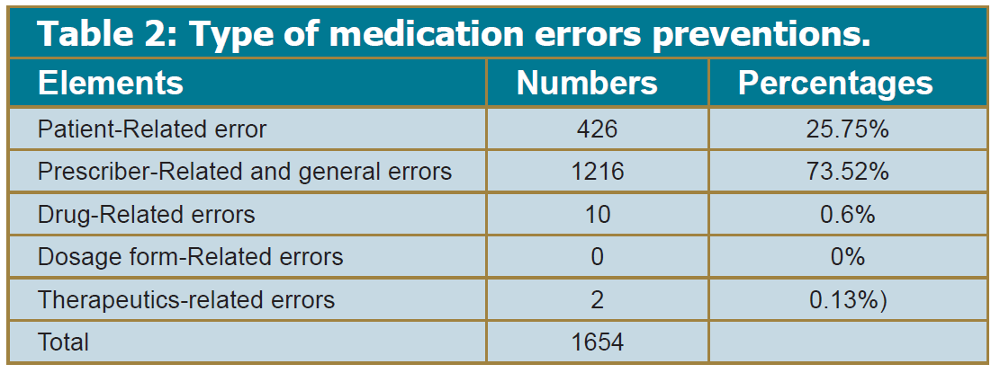 Table 2: Type of medication errors preventions.
Elements Numbers Percentages
Patient-Related error 426 25.75%
Prescriber-Related and general errors 1216 73.52%
Drug-Related errors 10 0.6%
Dosage form-Related errors 0 0%
Therapeutics-related errors 2 0.13%)
Total 1654